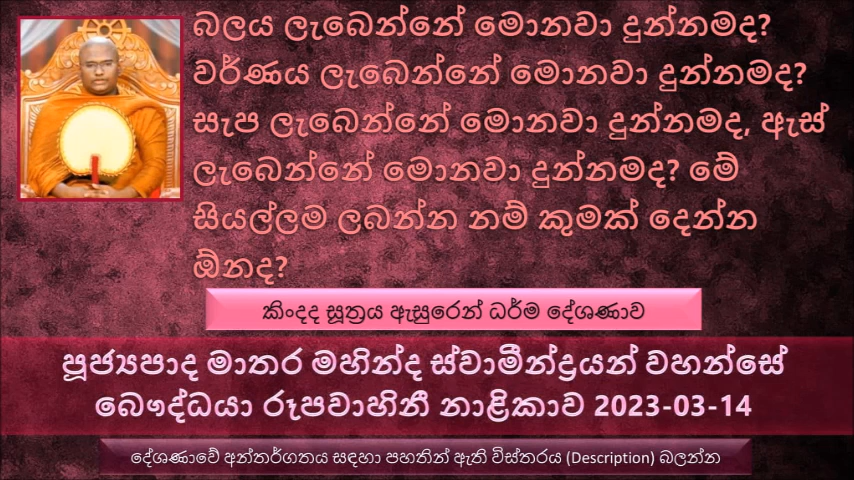 බලය ලැබෙන්නේ මොනවා දුන්නමද?
වර්ණය ලැබෙන්නේ මොනවා දුන්නමද?
සැප ලැබෙන්නේ මොනවා දුන්නමද, ඇස්
ලැබෙන්නේ මොනවා දුන්නමද? මේ
සියල්ලම ලබන්න නම් කුමක් දෙන්න
ඕනද?
කිංදද සූත්‍රය ඇසුරෙන් ධර්ම දේශණාව
පූජ්‍යපාද මාතර මහින්ද ස්වාමීන්ද්‍රයන් වහන්සේ
බෞද්ධයා රූපවාහිනී නාළිකාව 2023-03-14
දේශණාවේ අන්තර්ගතය සඳහා පහතින් ඇති විස්තරය (Description) බලන්න